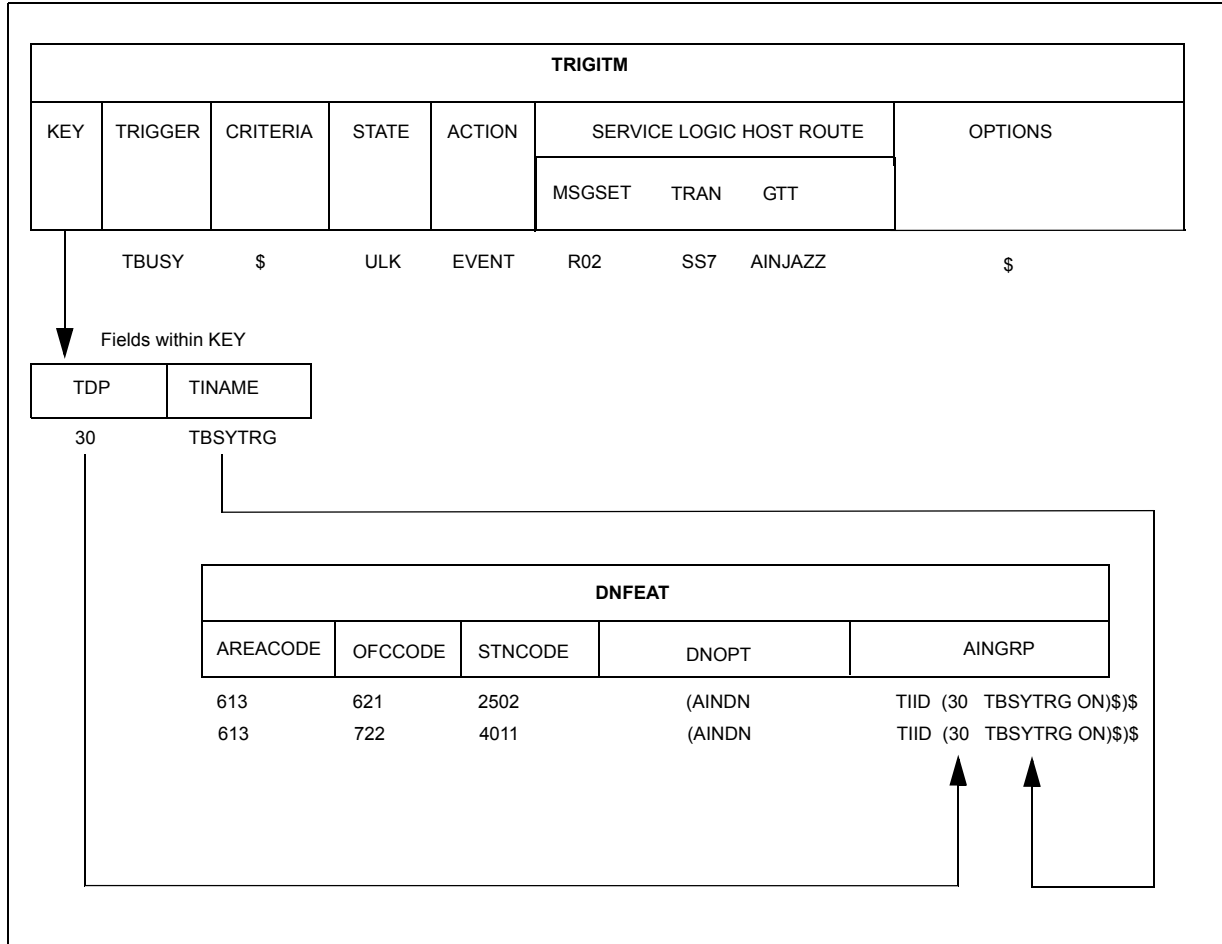 TRIGITM
KEY TRIGGER CRITERIA STATE ACTION SERVICE LOGIC HOST ROUTE OPTIONS
MSGSET TRAN GTT
TBUSY $ ULK EVENT R02 SS7 AINJAZZ $
Fields within KEY
TDP TINAME
30 TBSYTRG
DNFEAT
AREACODE OFCCODE STNCODE DNOPT AINGRP
613 621 2502 (AINDN TIID (30 TBSYTRG ON)$)$
613 722 4011 (AINDN TIID (30 TBSYTRG ON)$)$